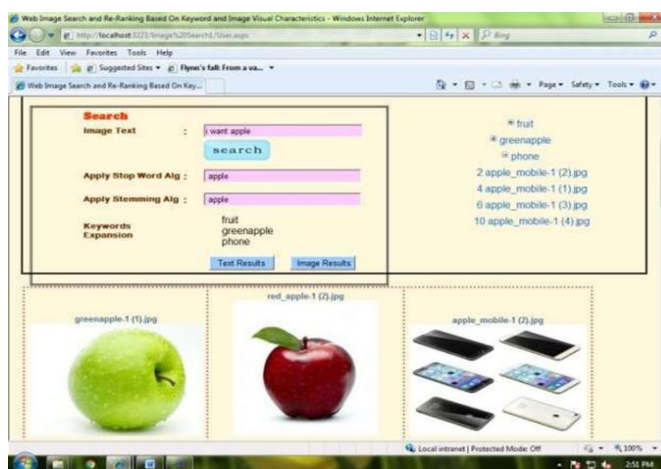 Web Image Search and Re-Ranking Based On Keyword and Image Visual Characteristics - Windows Internet Explorer
http://localhost:3223/Image%20Search1/User.aspx
Bing
File Edit View Favorites Tools Help
Favorites Suggested Sites Flynn's fall: From a va...
Web Image Search and Re-Ranking Based On Key...
Page Safety Tools
Search
Image Text : i want apple
search
Apply Stop Word Alg : apple
Apply Stemming Alg : apple
Keywords Expansion
fruit
greenapple
phone
Text Results Image Results
fruit
greenapple
phone
2 apple_mobile-1 (2).jpg
4 apple_mobile-1 (1).jpg
6 apple_mobile-1 (3).jpg
10 apple_mobile-1 (4).jpg
greenapple-1 (1).jpg
red_apple-1 (2).jpg
apple_mobile-1 (2).jpg
Local intranet | Protected Mode: Off
100%
2:51 PM